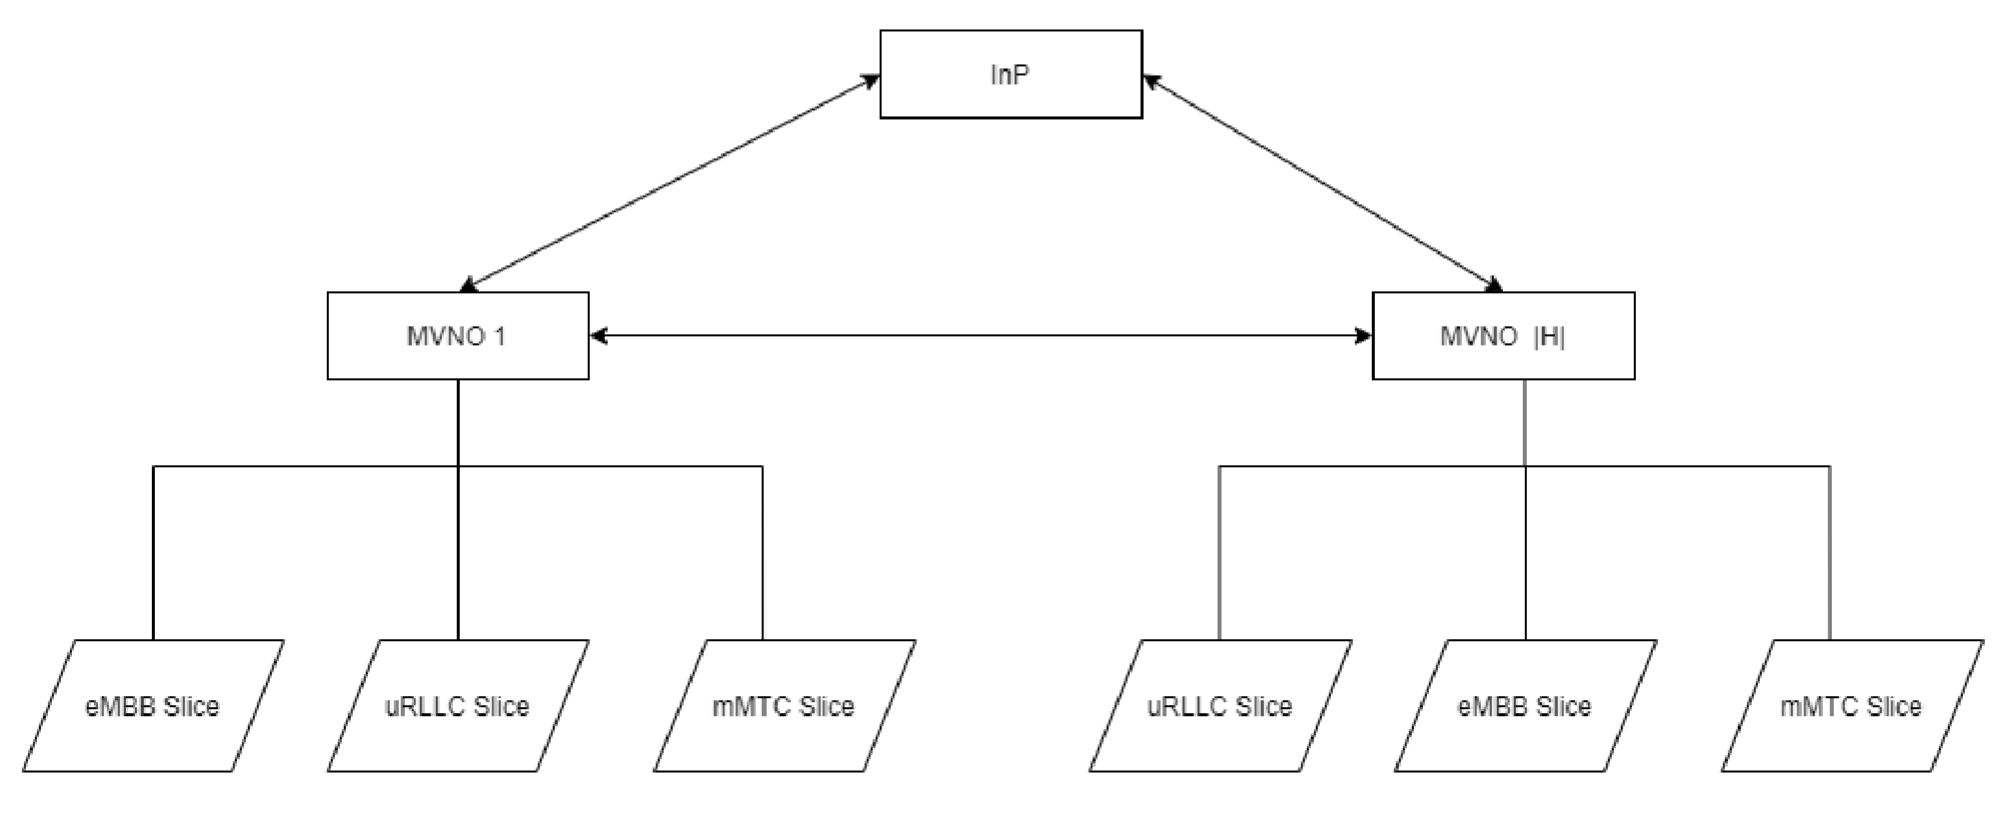 InP
MVNO 1
MVNO |H|
eMBB Slice
uRLLC Slice
mMTC Slice
uRLLC Slice
eMBB Slice
mMTC Slice